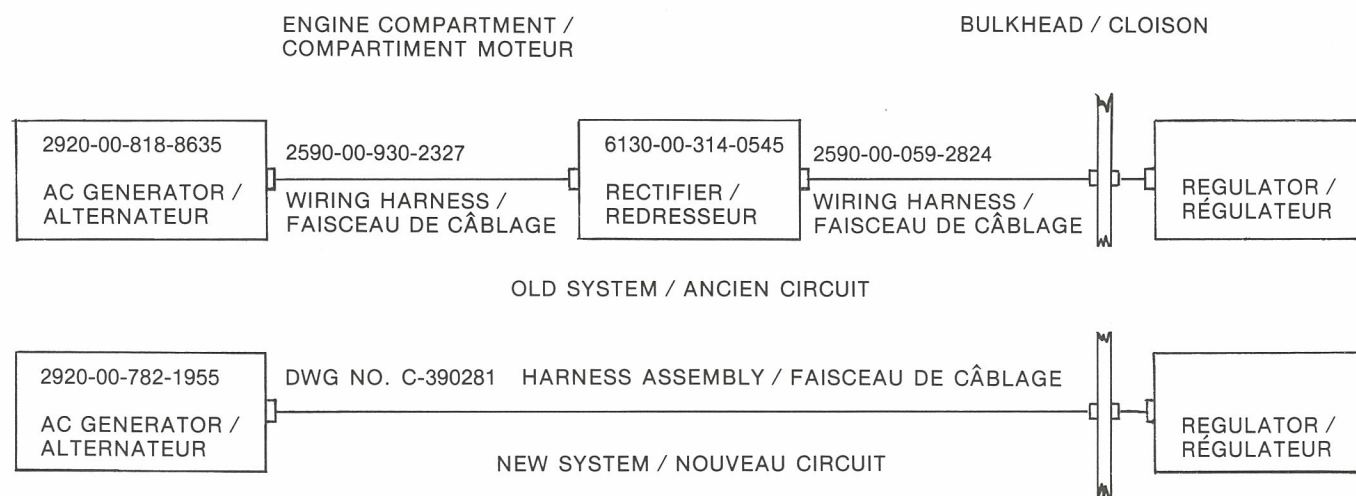 ENGINE COMPARTMENT /
COMPARTIMENT MOTEUR
BULKHEAD / CLOISON
2920-00-818-8635
AC GENERATOR /
ALTERNATEUR
2590-00-930-2327
WIRING HARNESS /
FAISCEAU DE CÂBLAGE
6130-00-314-0545
RECTIFIER /
REDRESSEUR
2590-00-059-2824
WIRING HARNESS /
FAISCEAU DE CÂBLAGE
REGULATOR /
RÉGULATEUR
OLD SYSTEM / ANCIEN CIRCUIT
2920-00-782-1955
AC GENERATOR /
ALTERNATEUR
DWG NO. C-390281 HARNESS ASSEMBLY / FAISCEAU DE CÂBLAGE
REGULATOR /
RÉGULATEUR
NEW SYSTEM / NOUVEAU CIRCUIT